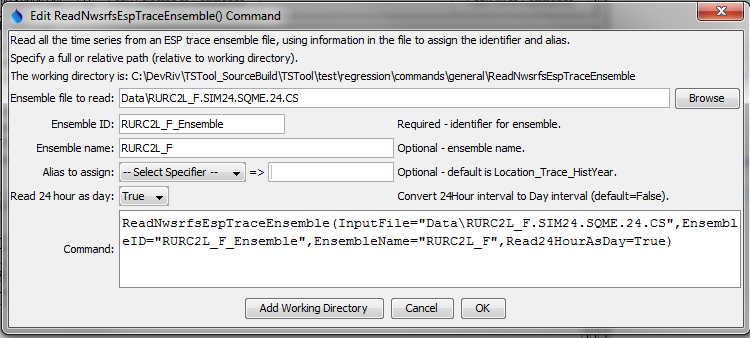 Edit ReadNwsrfsEspTraceEnsemble() Command
Read all the time series from an ESP trace ensemble file, using information in the file to assign the identifier and alias.
Specify a full or relative path (relative to working directory).
The working directory is: C:\DevRiv\TSTool_SourceBuild\TSTool\test\regression\commands\general\ReadNwsrfsEspTraceEnsemble
Ensemble file to read: Data\RURC2L_F.SIM24.SQME.24.CS Browse
Ensemble ID: RURC2L_F_Ensemble Required - identifier for ensemble.
Ensemble name: RURC2L_F Optional - ensemble name.
Alias to assign: -- Select Specifier -- => Optional - default is Location_Trace_HistYear.
Read 24 hour as day: True Convert 24Hour interval to Day interval (default=False).
ReadNwsrfsEspTraceEnsemble(InputFile="Data\RURC2L_F.SIM24.SQME.24.CS",Ensembl
Command: eID="RURC2L_F_Ensemble",EnsembleName="RURC2L_F",Read24HourAsDay=True)
Add Working Directory Cancel OK